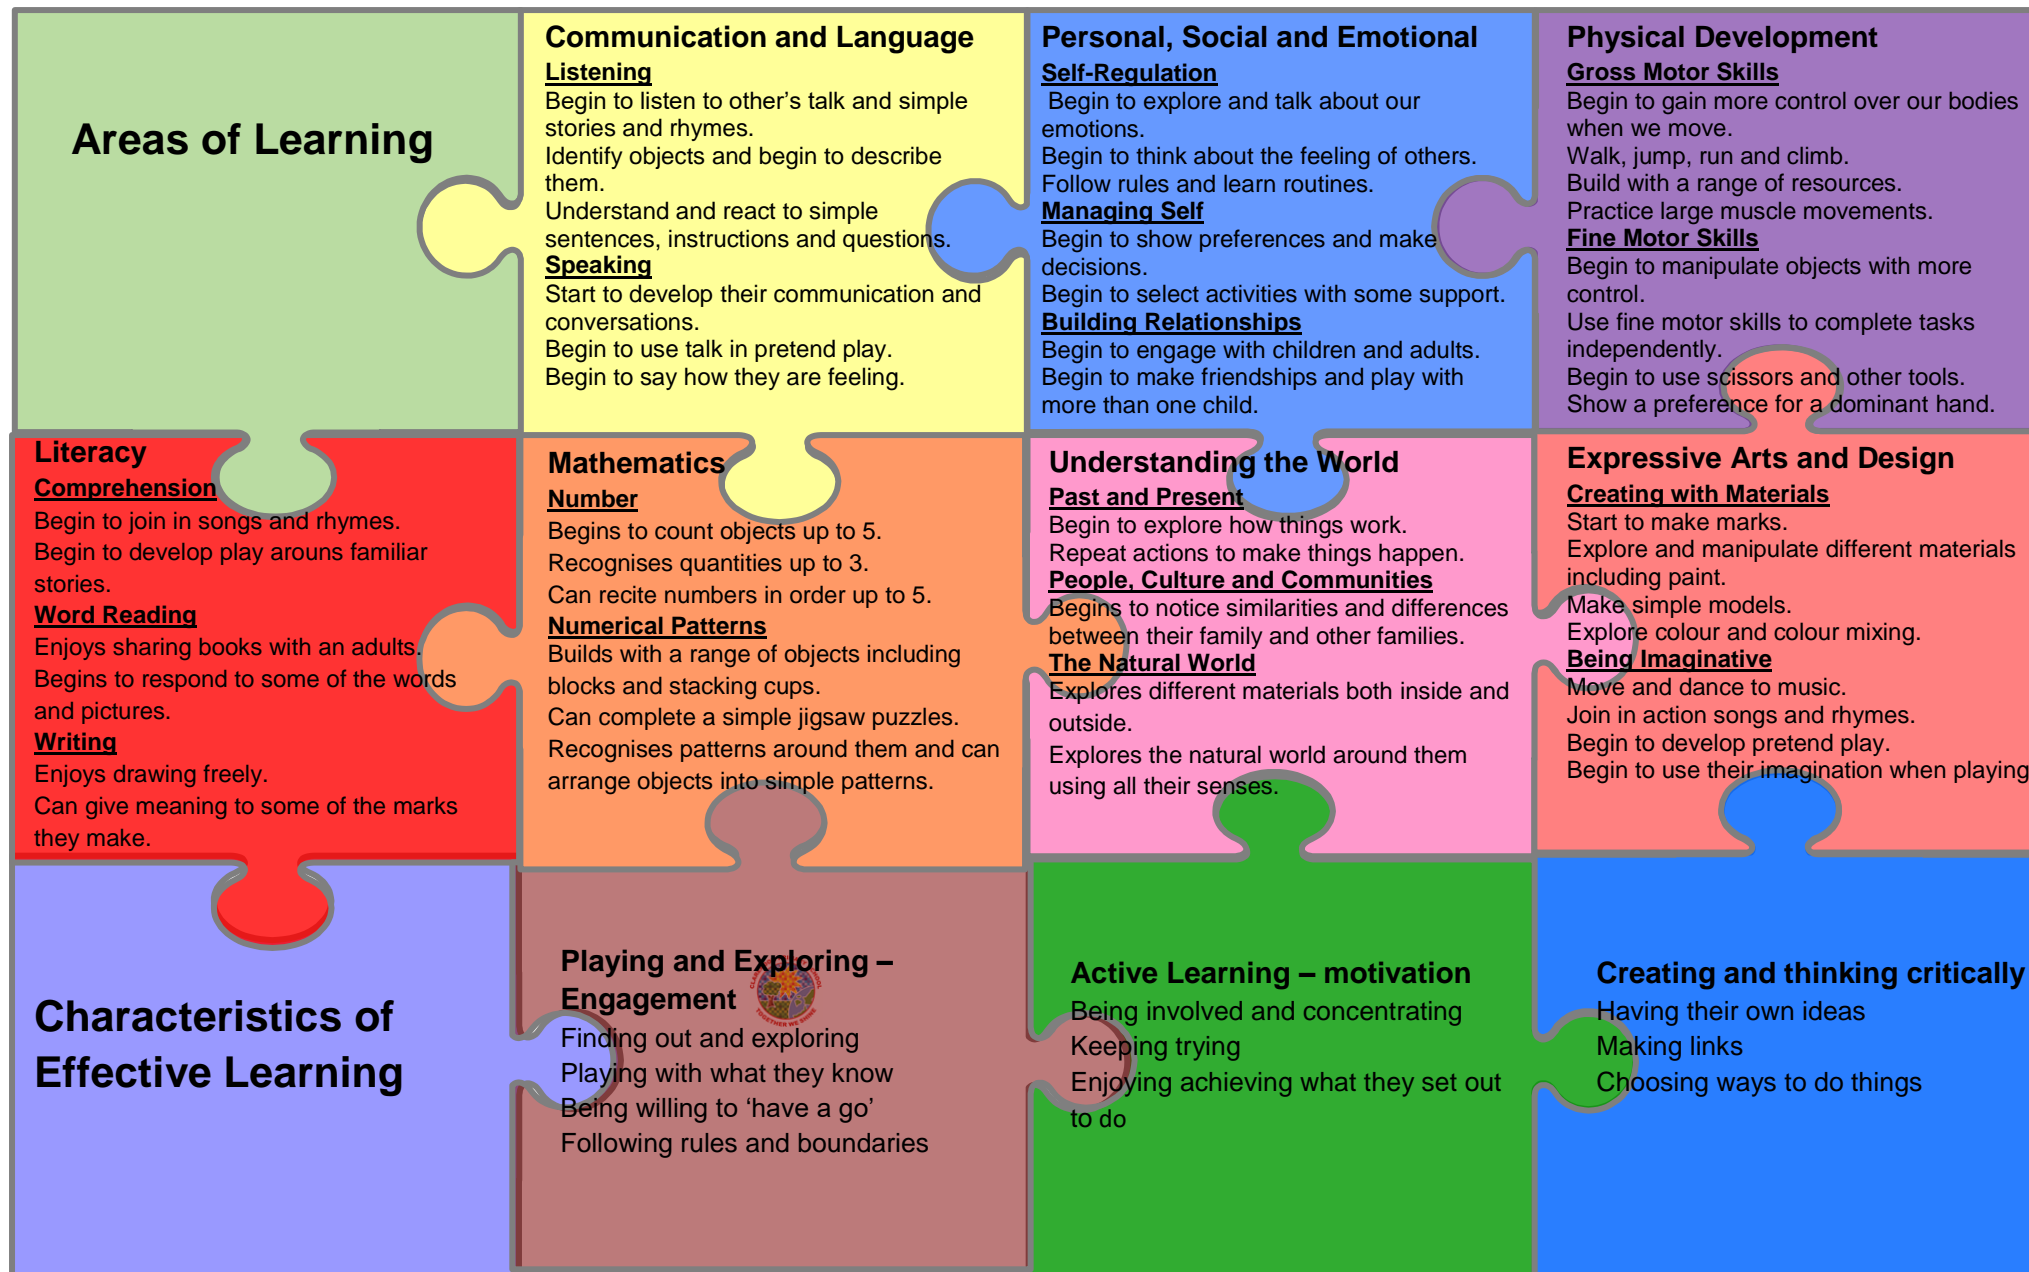 Areas of Learning
Communication and Language
Listening
Begin to listen to other's talk and simple
stories and rhymes.
Identify objects and begin to describe
them.
Understand and react to simple
sentences, instructions and questions.
Speaking
Start to develop their communication and
conversations.
Begin to use talk in pretend play.
Begin to say how they are feeling.
Personal, Social and Emotional
Self-Regulation
Begin to explore and talk about our
emotions.
Begin to think about the feeling of others.
Follow rules and learn routines.
Managing Self
Begin to show preferences and make
decisions.
Begin to select activities with some support.
Building Relationships
Begin to engage with children and adults.
Begin to make friendships and play with
more than one child.
Physical Development
Gross Motor Skills
Begin to gain more control over our bodies
when we move.
Walk, jump, run and climb.
Build with a range of resources.
Practice large muscle movements.
Fine Motor Skills
Begin to manipulate objects with more
control.
Use fine motor skills to complete tasks
independently.
Begin to use scissors and other tools.
Show a preference for a dominant hand.
Literacy
Comprehension
Begin to join in songs and rhymes.
Begin to develop play arouns familiar
stories.
Word Reading
Enjoys sharing books with an adults.
Begins to respond to some of the words
and pictures.
Writing
Enjoys drawing freely.
Can give meaning to some of the marks
they make.
Mathematics
Number
Begins to count objects up to 5.
Recognises quantities up to 3.
Can recite numbers in order up to 5.
Numerical Patterns
Builds with a range of objects including
blocks and stacking cups.
Can complete a simple jigsaw puzzles.
Recognises patterns around them and can
arrange objects into simple patterns.
Understanding the World
Past and Present
Begin to explore how things work.
Repeat actions to make things happen.
People, Culture and Communities
Begins to notice similarities and differences
between their family and other families.
The Natural World
Explores different materials both inside and
outside.
Explores the natural world around them
using all their senses.
Expressive Arts and Design
Creating with Materials
Start to make marks.
Explore and manipulate different materials
including paint.
Make simple models.
Explore colour and colour mixing.
Being Imaginative
Move and dance to music.
Join in action songs and rhymes.
Begin to develop pretend play.
Begin to use their imagination when playing
Characteristics of
Effective Learning
Playing and Exploring –
Engagement
Finding out and exploring
Playing with what they know
Being willing to ‘have a go’
Following rules and boundaries
TOGETHER WE SHINE
Active Learning – motivation
Being involved and concentrating
Keeping trying
Enjoying achieving what they set out
to do
Creating and thinking critically
Having their own ideas
Making links
Choosing ways to do things